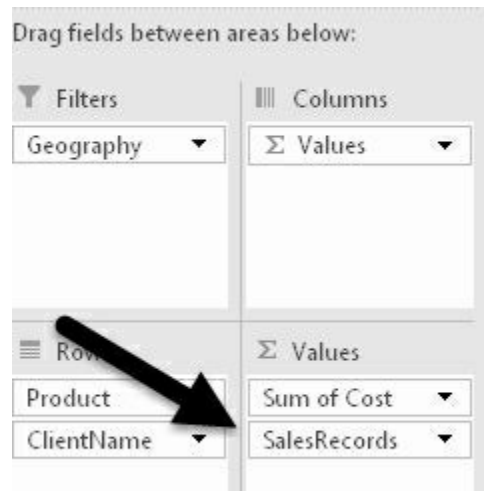 Drag fields between areas below:
Filters
Columns
Geography
Σ Values
Σ Values
Product
Sum of Cost
ClientName
SalesRecords